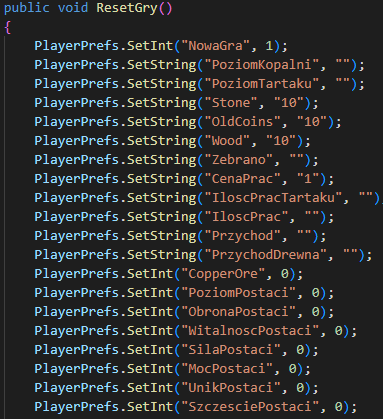 public void ResetGry()
{
PlayerPrefs.SetInt("NowaGra", 1);
PlayerPrefs.SetString("PoziomKopalni", "");
PlayerPrefs.SetString("PoziomTartaku", "");
PlayerPrefs.SetString("Stone", "10");
PlayerPrefs.SetString("OldCoins", "10");
PlayerPrefs.SetString("Wood", "10");
PlayerPrefs.SetString("Zebrano", "");
PlayerPrefs.SetString("CenaPrac", "1");
PlayerPrefs.SetString("IloscPracTartaku", "");
PlayerPrefs.SetString("IloscPrac", "");
PlayerPrefs.SetString("Przychod", "");
PlayerPrefs.SetString("PrzychodDrewna", "");
PlayerPrefs.SetInt("CopperOre", 0);
PlayerPrefs.SetInt("PoziomPostaci", 0);
PlayerPrefs.SetInt("ObronaPostaci", 0);
PlayerPrefs.SetInt("WitalnoscPostaci", 0);
PlayerPrefs.SetInt("SilaPostaci", 0);
PlayerPrefs.SetInt("MocPostaci", 0);
PlayerPrefs.SetInt("UnikPostaci", 0);
PlayerPrefs.SetInt("SzczesciePostaci", 0);